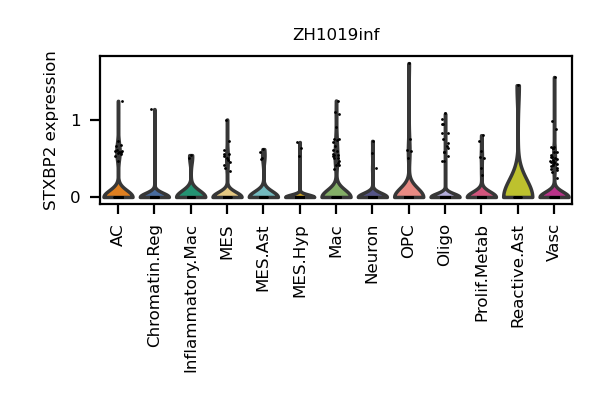 ZH1019inf
STXBP2 expression
1
0
AC
Chromatin.Reg
Inflammatory.Mac
MES
MES.Ast
MES.Hyp
Mac
Neuron
OPC
Oligo
Prolif.Metab
Reactive.Ast
Vasc